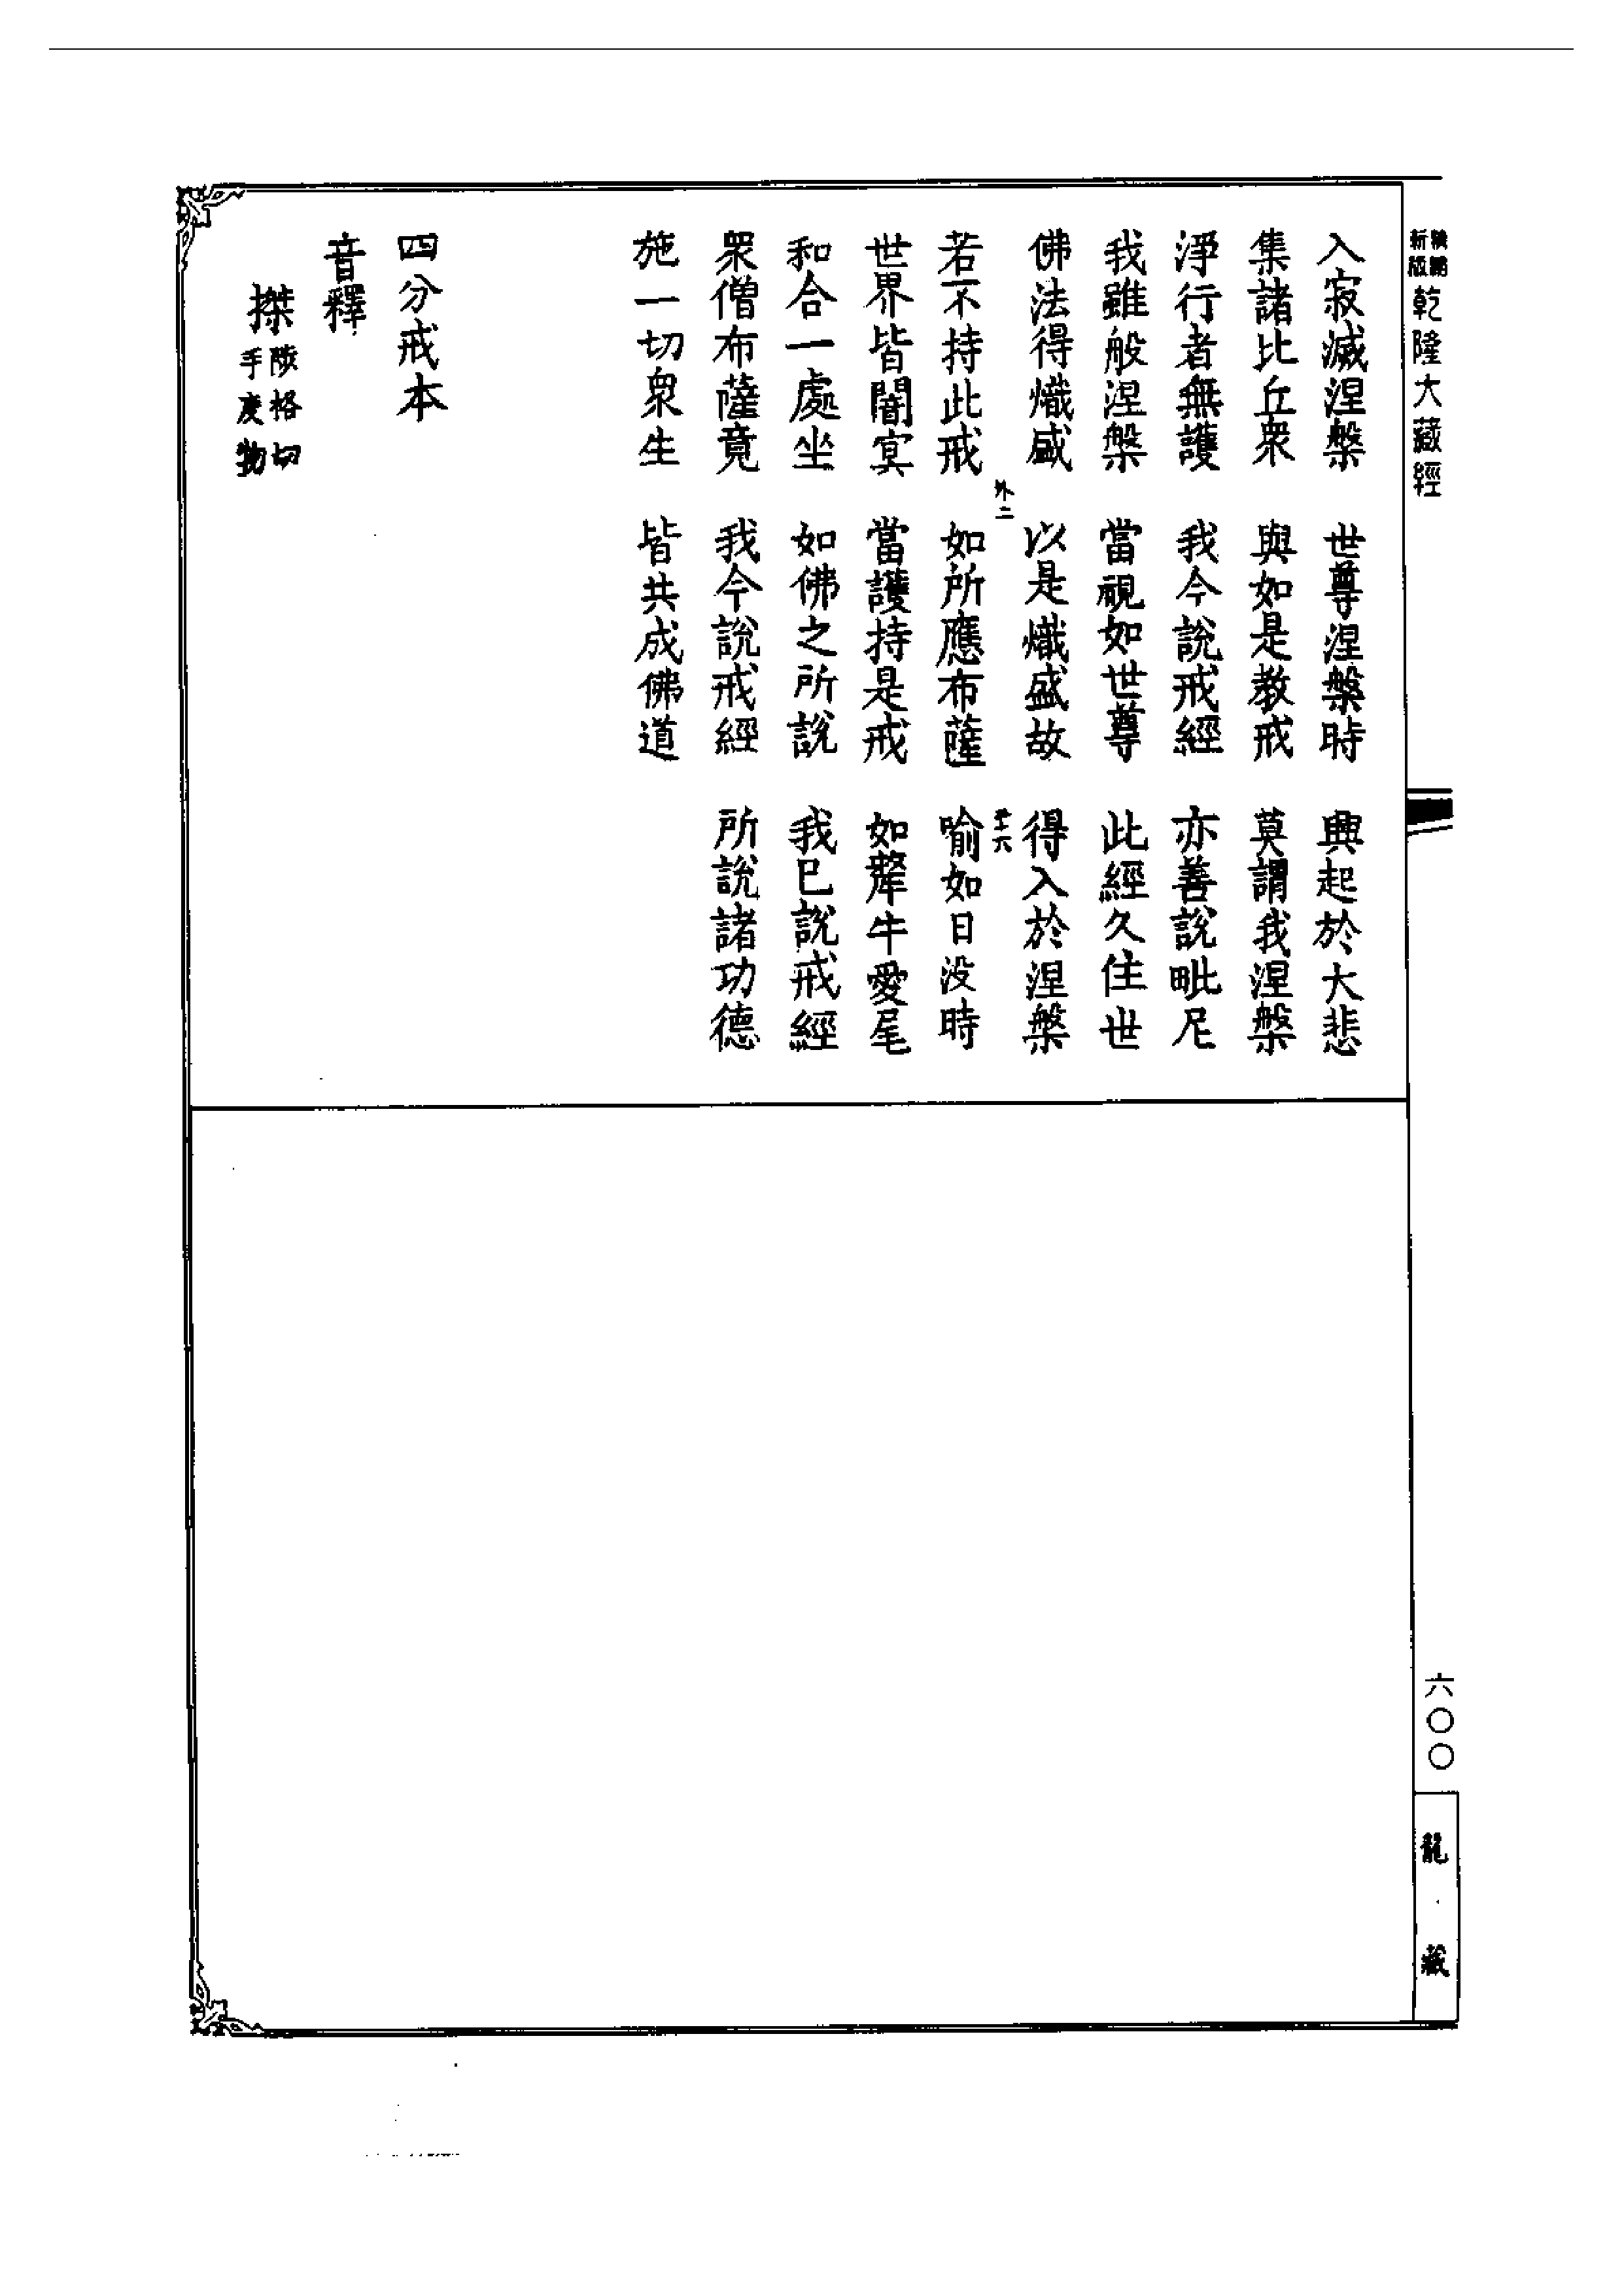 新版
乾隆大藏經
入寂滅涅槃　世尊涅槃時　興起於大悲
集諸比丘衆　與如是教戒　莫謂我涅槃
淨行者無護　我今說戒經　亦善說毗尼
我雖般涅槃　當視如世尊　此經久住世
佛法得熾盛　以是熾盛故　得入於涅槃
外二
若不持此戒　如所應布薩　喻如日没時
世界皆闇冥　當護持是戒　如犛牛愛尾
和合一處坐　如佛之所說　我已說戒經
衆僧布薩竟　我今說戒經　所說諸功德
施一切衆生　皆共成佛道
四分戒本
音釋
搩陟格切
手度物
六〇〇
龍·藏